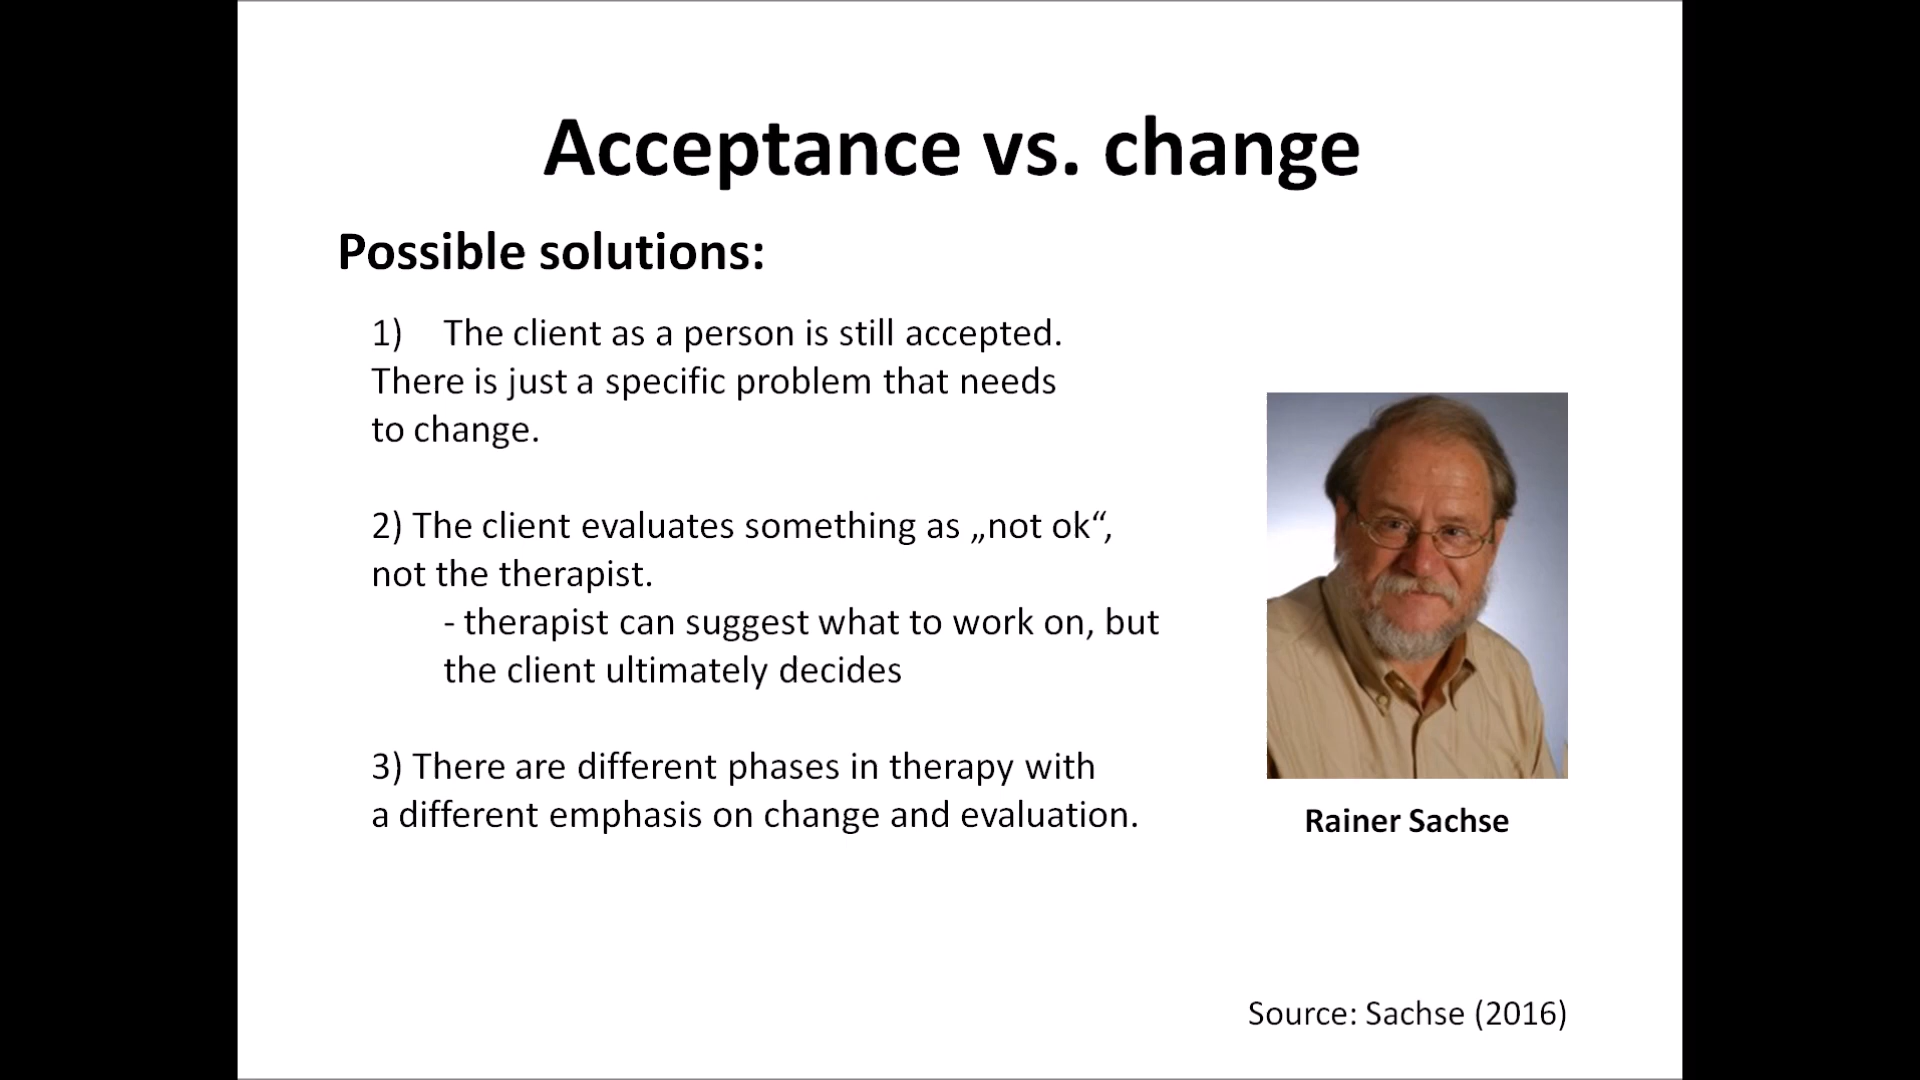 Acceptance vs. change
Possible solutions:
1) The client as a person is still accepted.
There is just a specific problem that needs
to change.
2) The client evaluates something as „not ok“,
not the therapist.
- therapist can suggest what to work on, but
the client ultimately decides
3) There are different phases in therapy with
a different emphasis on change and evaluation.
Rainer Sachse
Source: Sachse (2016)